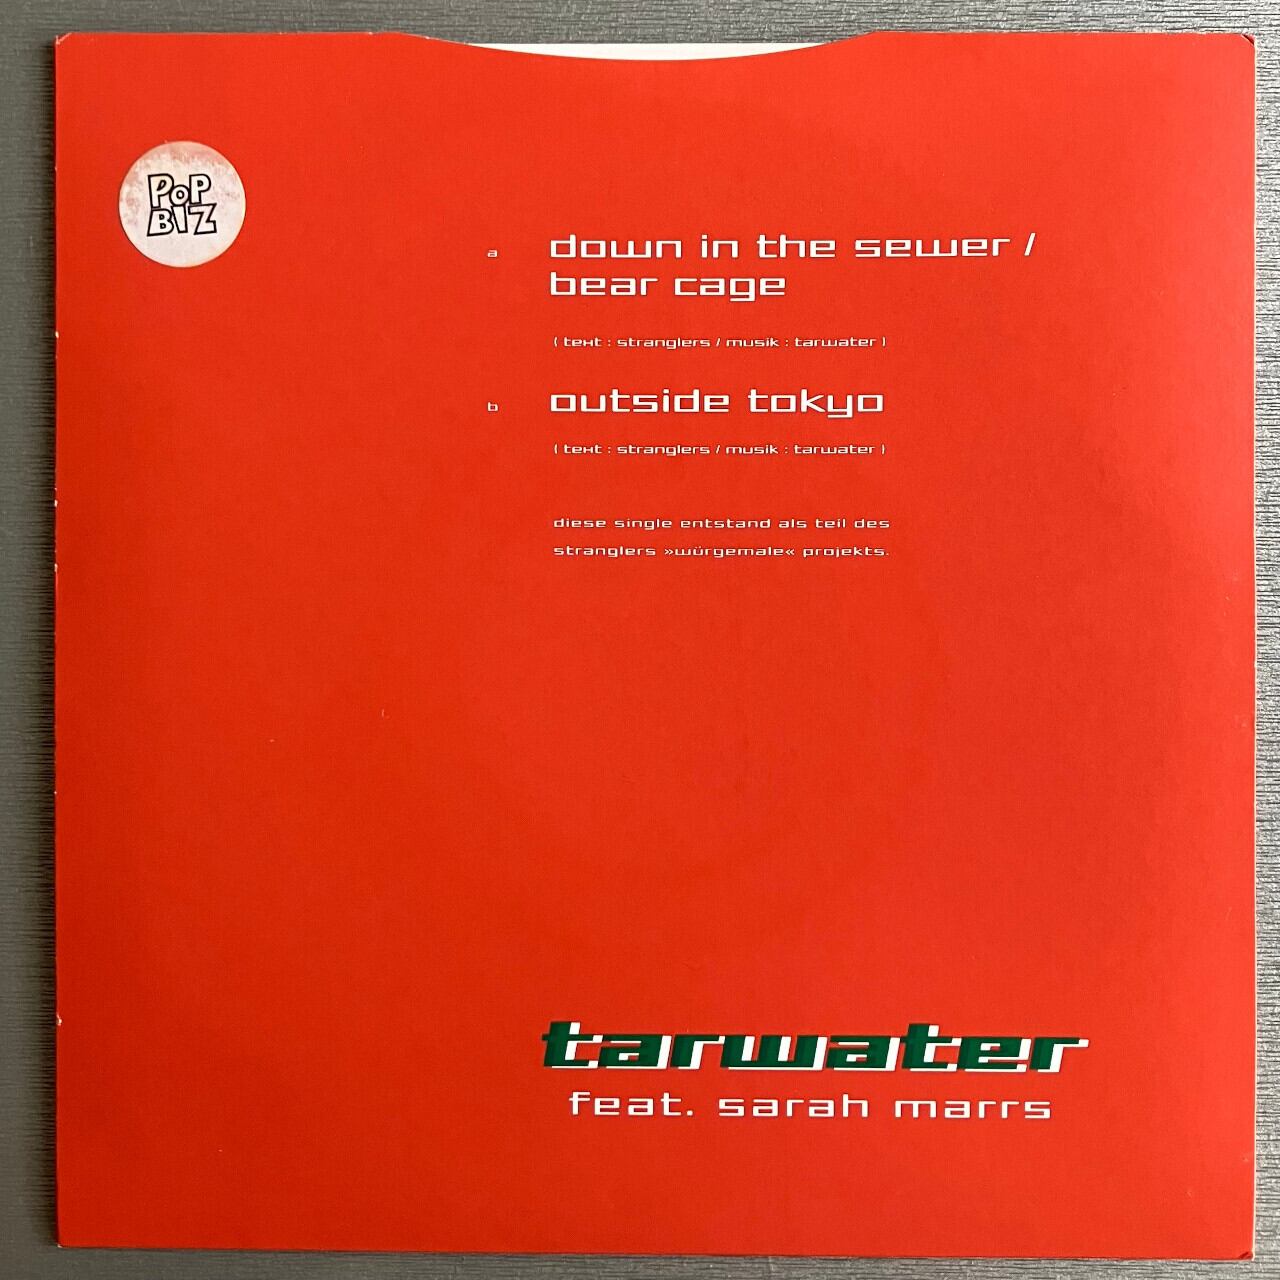 POP
BIZ
a down in the sewer /
bear cage
( text : stranglers / musik : tarwater )
b outside tokyo
( text : stranglers / musik : tarwater )
diese single entstand als teil des
stranglers »würgemale« projekts.
tarwater
feat. sarah marrs